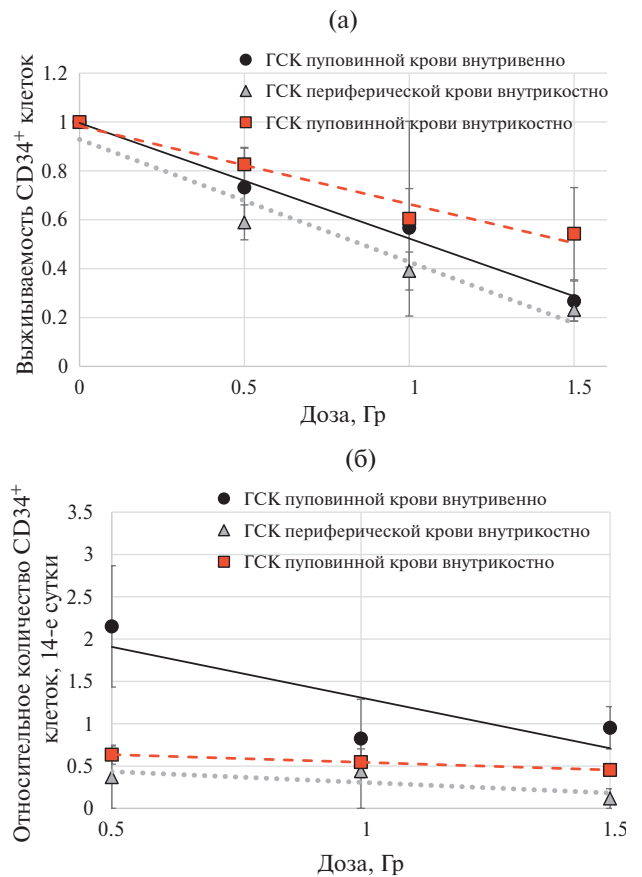 (а)
ГСК пуповинной крови внутривенно
ГСК периферической крови внутрикостно
ГСК пуповинной крови внутрикостно
Выжиываемость CD34+ клеток
1.2
1
0.8
0.6
0.4
0.2
0
0
0.5
1
1.5
Доза, Гр
(б)
ГСК пуповинной крови внутривенно
ГСК периферической крови внутрикостно
ГСК пуповинной крови внутрикостно
Относительное количество CD34+
клеток, 14-е сутки
3.5
3
2.5
2
1.5
1
0.5
0
0.5
1
1.5
Доза, Гр